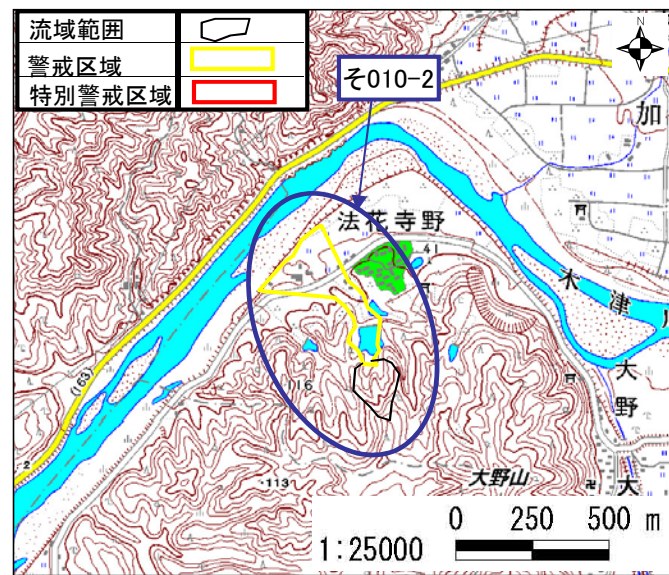 流域範囲
警戒区域
特別警戒区域
そ010-2
N
加
法花寺野
41
木津川
(163)
大野
116
2
大野山
・113
大
0 250 500 m
1:25000